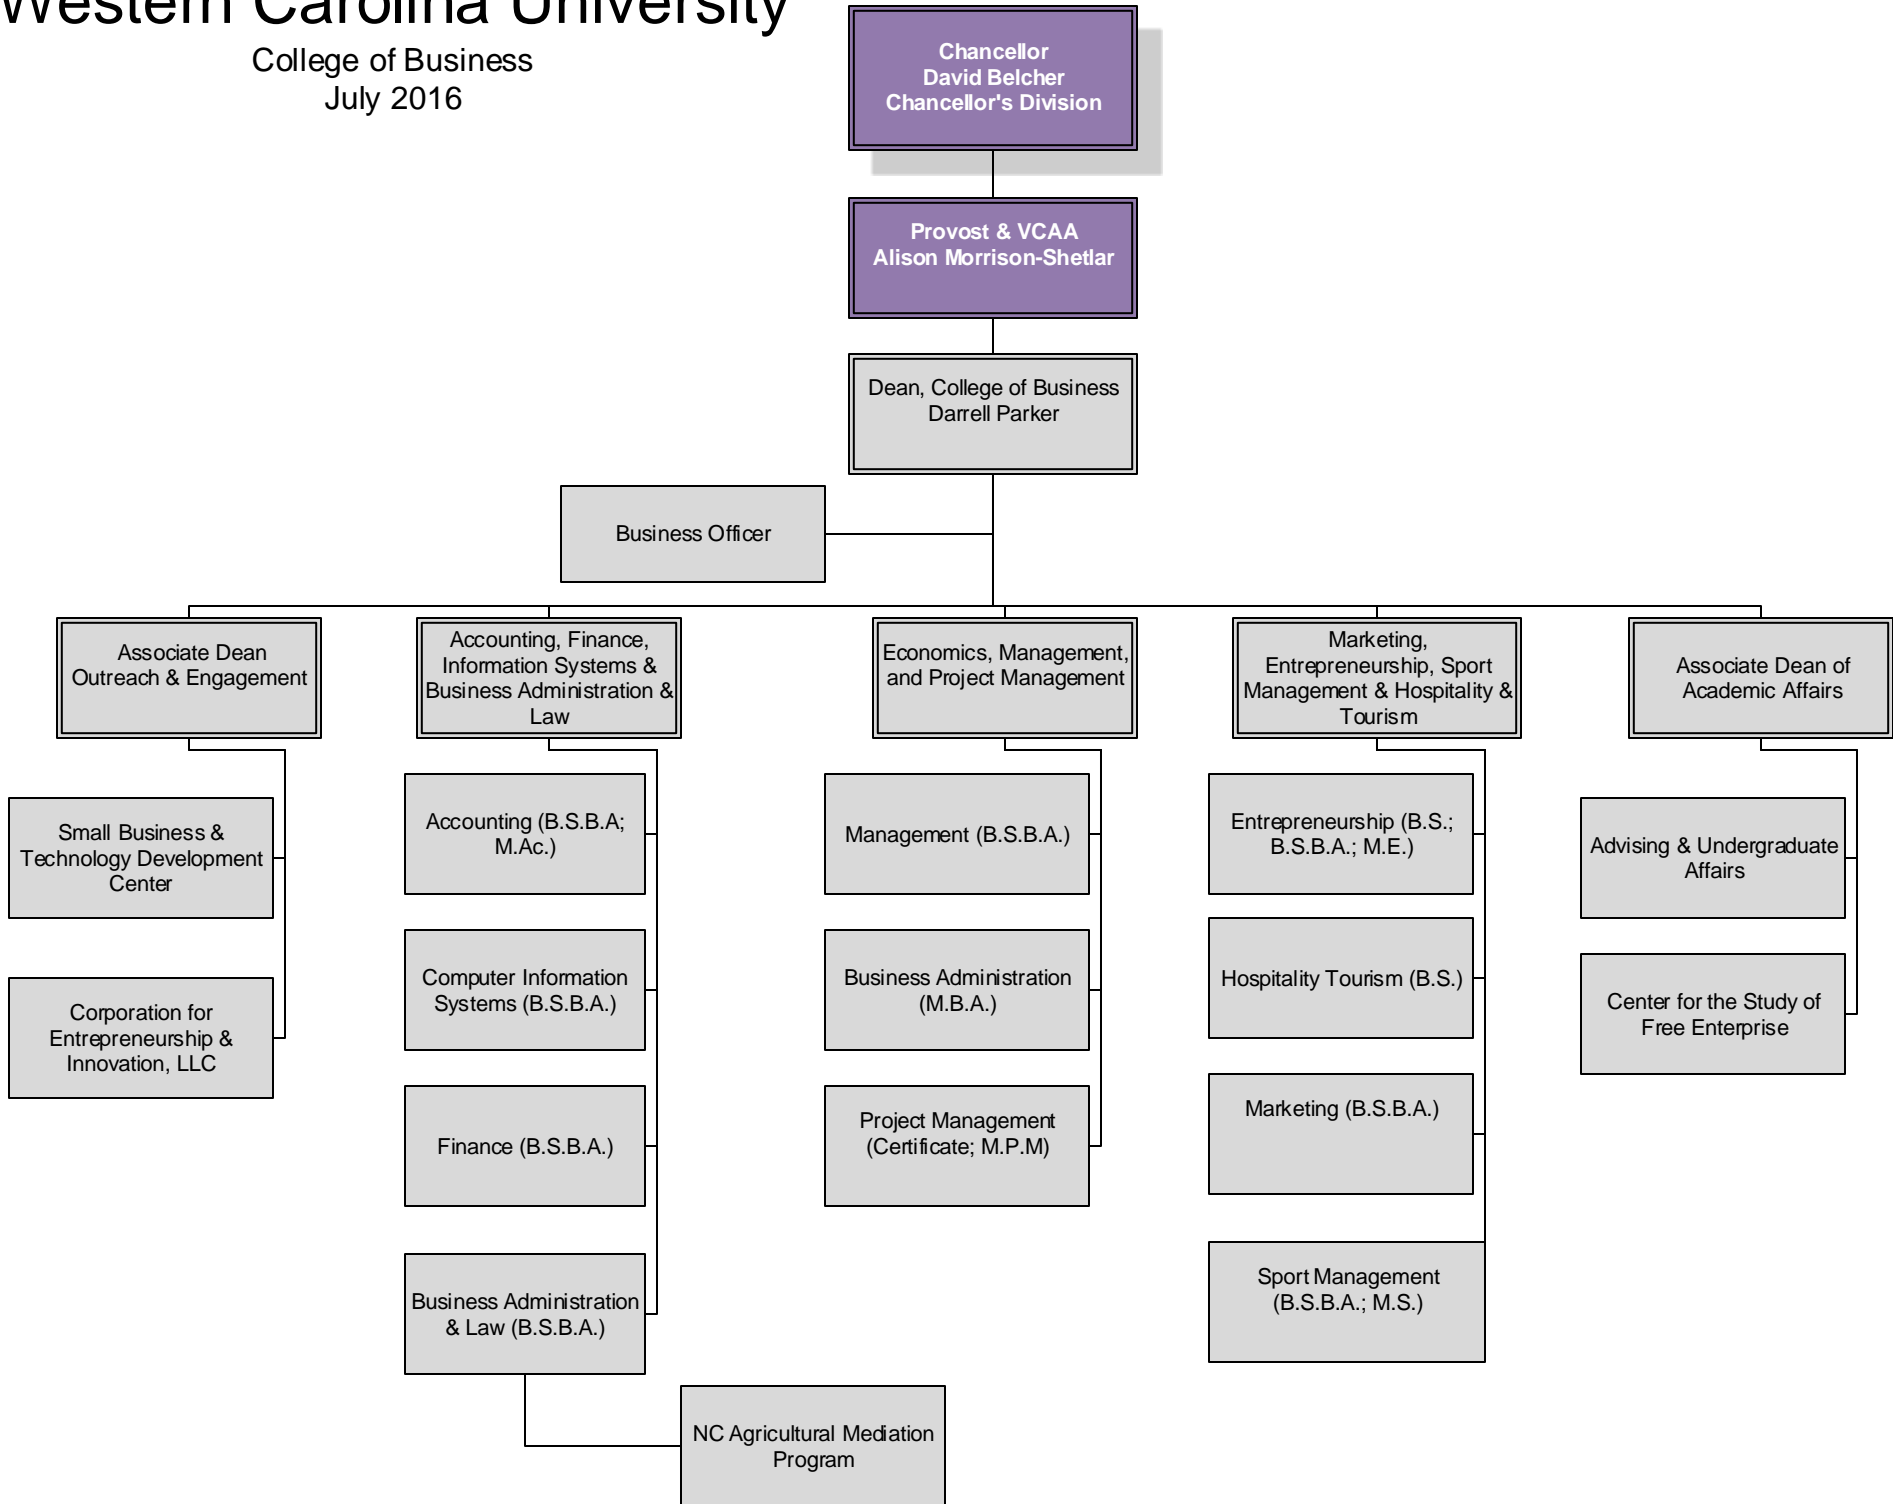 Western Carolina University
College of Business
July 2016
Chancellor
David Belcher
Chancellor's Division
Provost & VCAA
Alison Morrison-Shetlar
Dean, College of Business
Darrell Parker
Business Officer
Associate Dean
Outreach & Engagement
Accounting, Finance,
Information Systems &
Business Administration &
Law
Economics, Management,
and Project Management
Marketing,
Entrepreneurship, Sport
Management & Hospitality &
Tourism
Associate Dean of
Academic Affairs
Small Business &
Technology Development
Center
Corporation for
Entrepreneurship &
Innovation, LLC
Accounting (B.S.B.A;
M.Ac.)
Computer Information
Systems (B.S.B.A.)
Finance (B.S.B.A.)
Business Administration
& Law (B.S.B.A.)
NC Agricultural Mediation
Program
Management (B.S.B.A.)
Business Administration
(M.B.A.)
Project Management
(Certificate; M.P.M)
Entrepreneurship (B.S.;
B.S.B.A.; M.E.)
Hospitality Tourism (B.S.)
Marketing (B.S.B.A.)
Sport Management
(B.S.B.A.; M.S.)
Advising & Undergraduate
Affairs
Center for the Study of
Free Enterprise